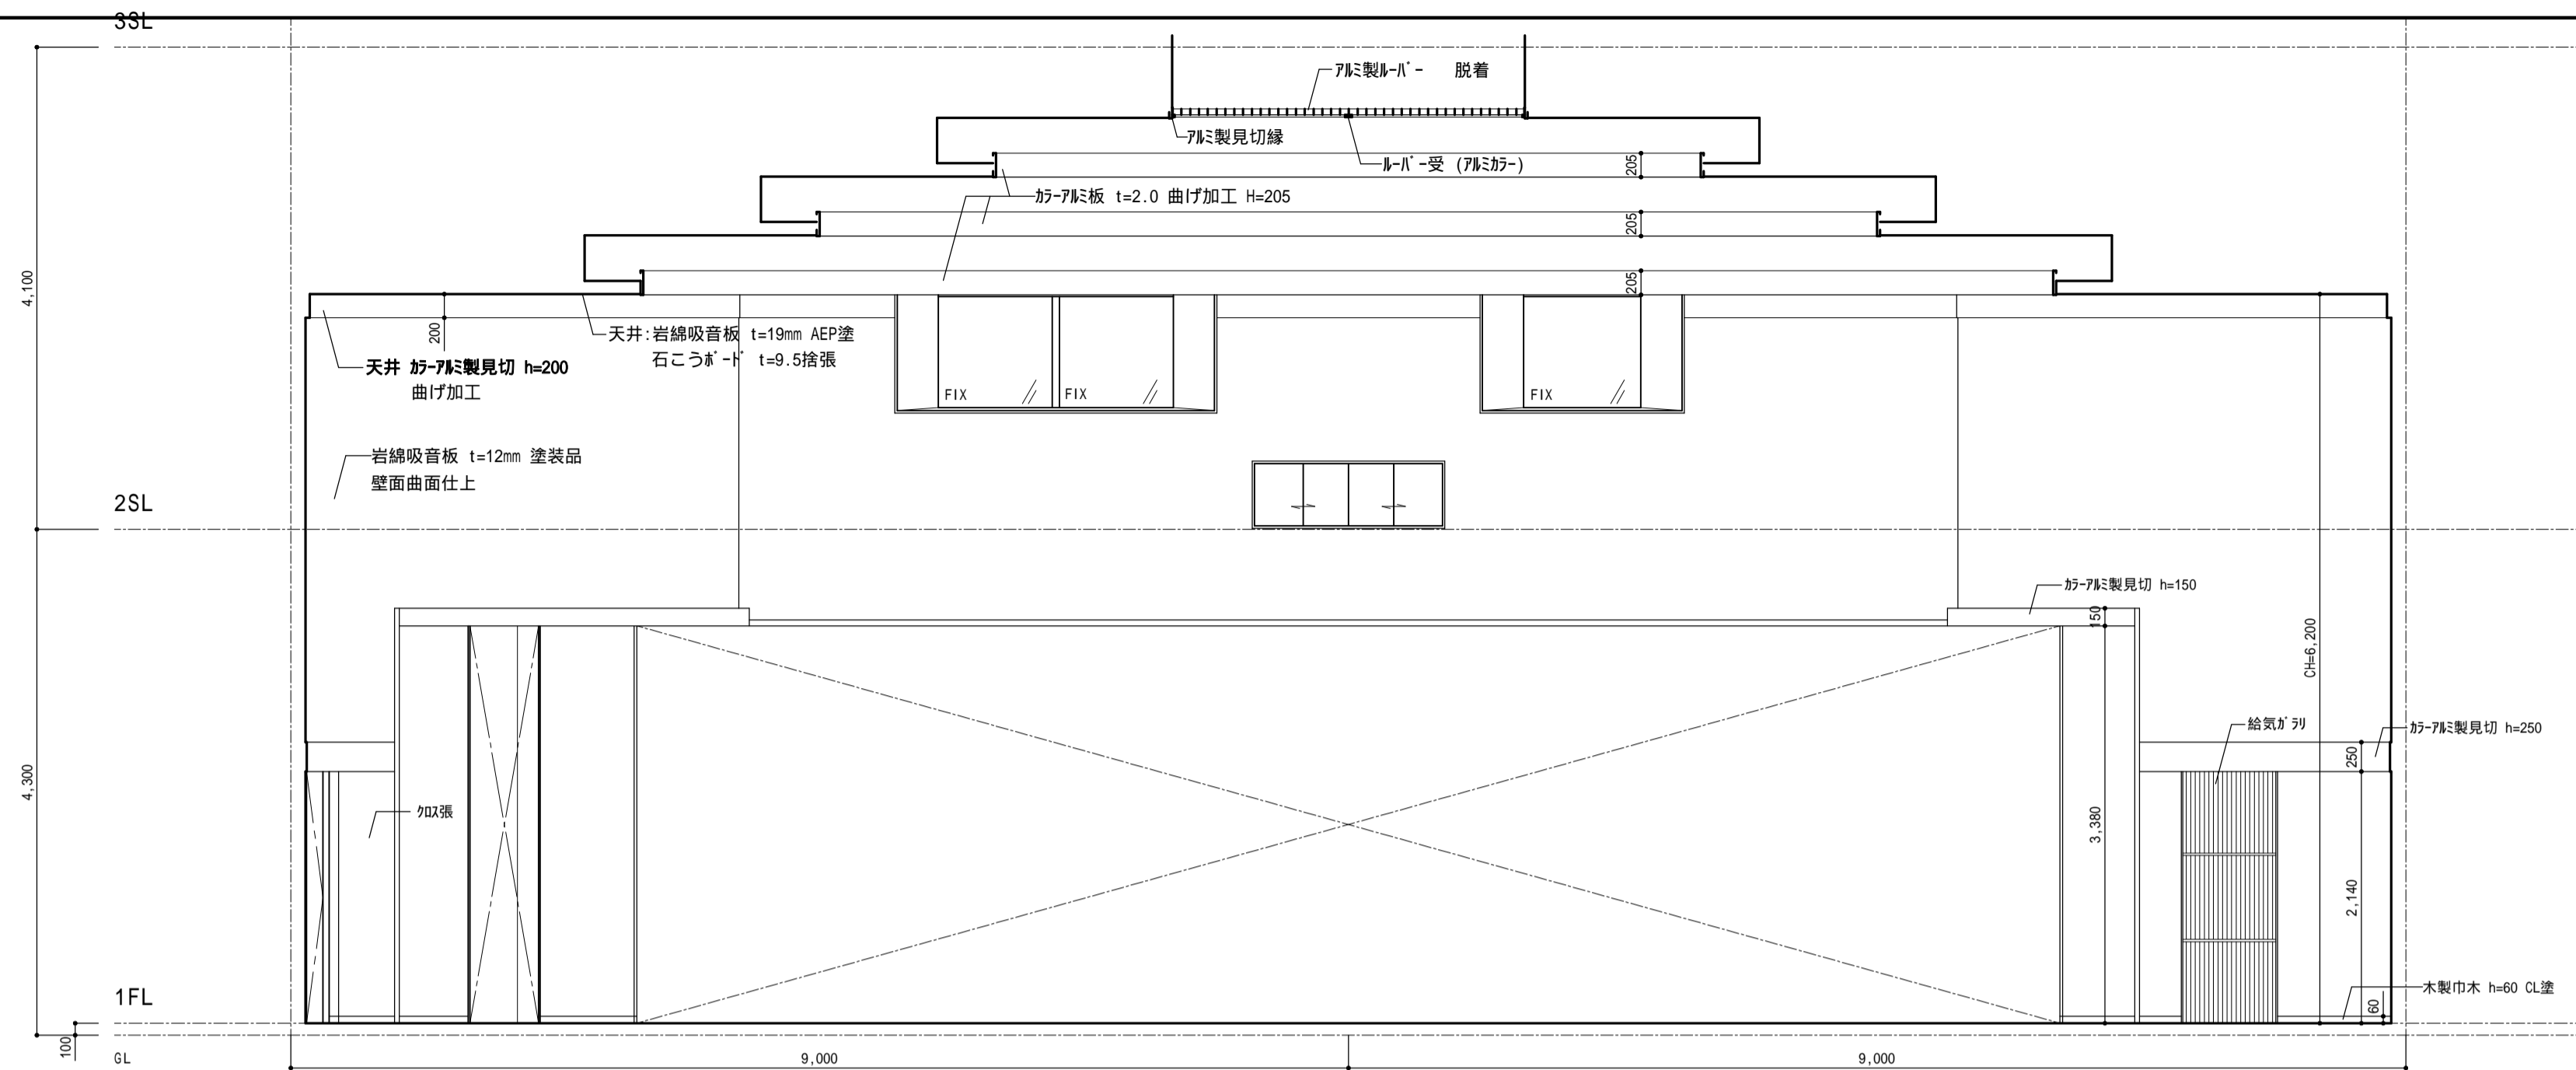 3SL
アルミ製ルーバー 脱着
アルミ製見切縁
ルーバー受 (アルミカラー)
205
カラーアルミ板 t=2.0 曲げ加工 H=205
205
205
4,100
200
天井:岩綿吸音板 t=19mm AEP塗
石こうボード t=9.5捨張
天井 カラーアルミ製見切 h=200
曲げ加工
FIX
FIX
FIX
岩綿吸音板 t=12mm 塗装品
壁面曲面仕上
2SL
カラーアルミ製見切 h=150
150
CH=6,200
給気ガラリ
カラーアルミ製見切 h=250
250
4,300
クロス張
3,380
2,140
木製巾木 h=60 CL塗
60
1FL
100
GL
9,000
9,000